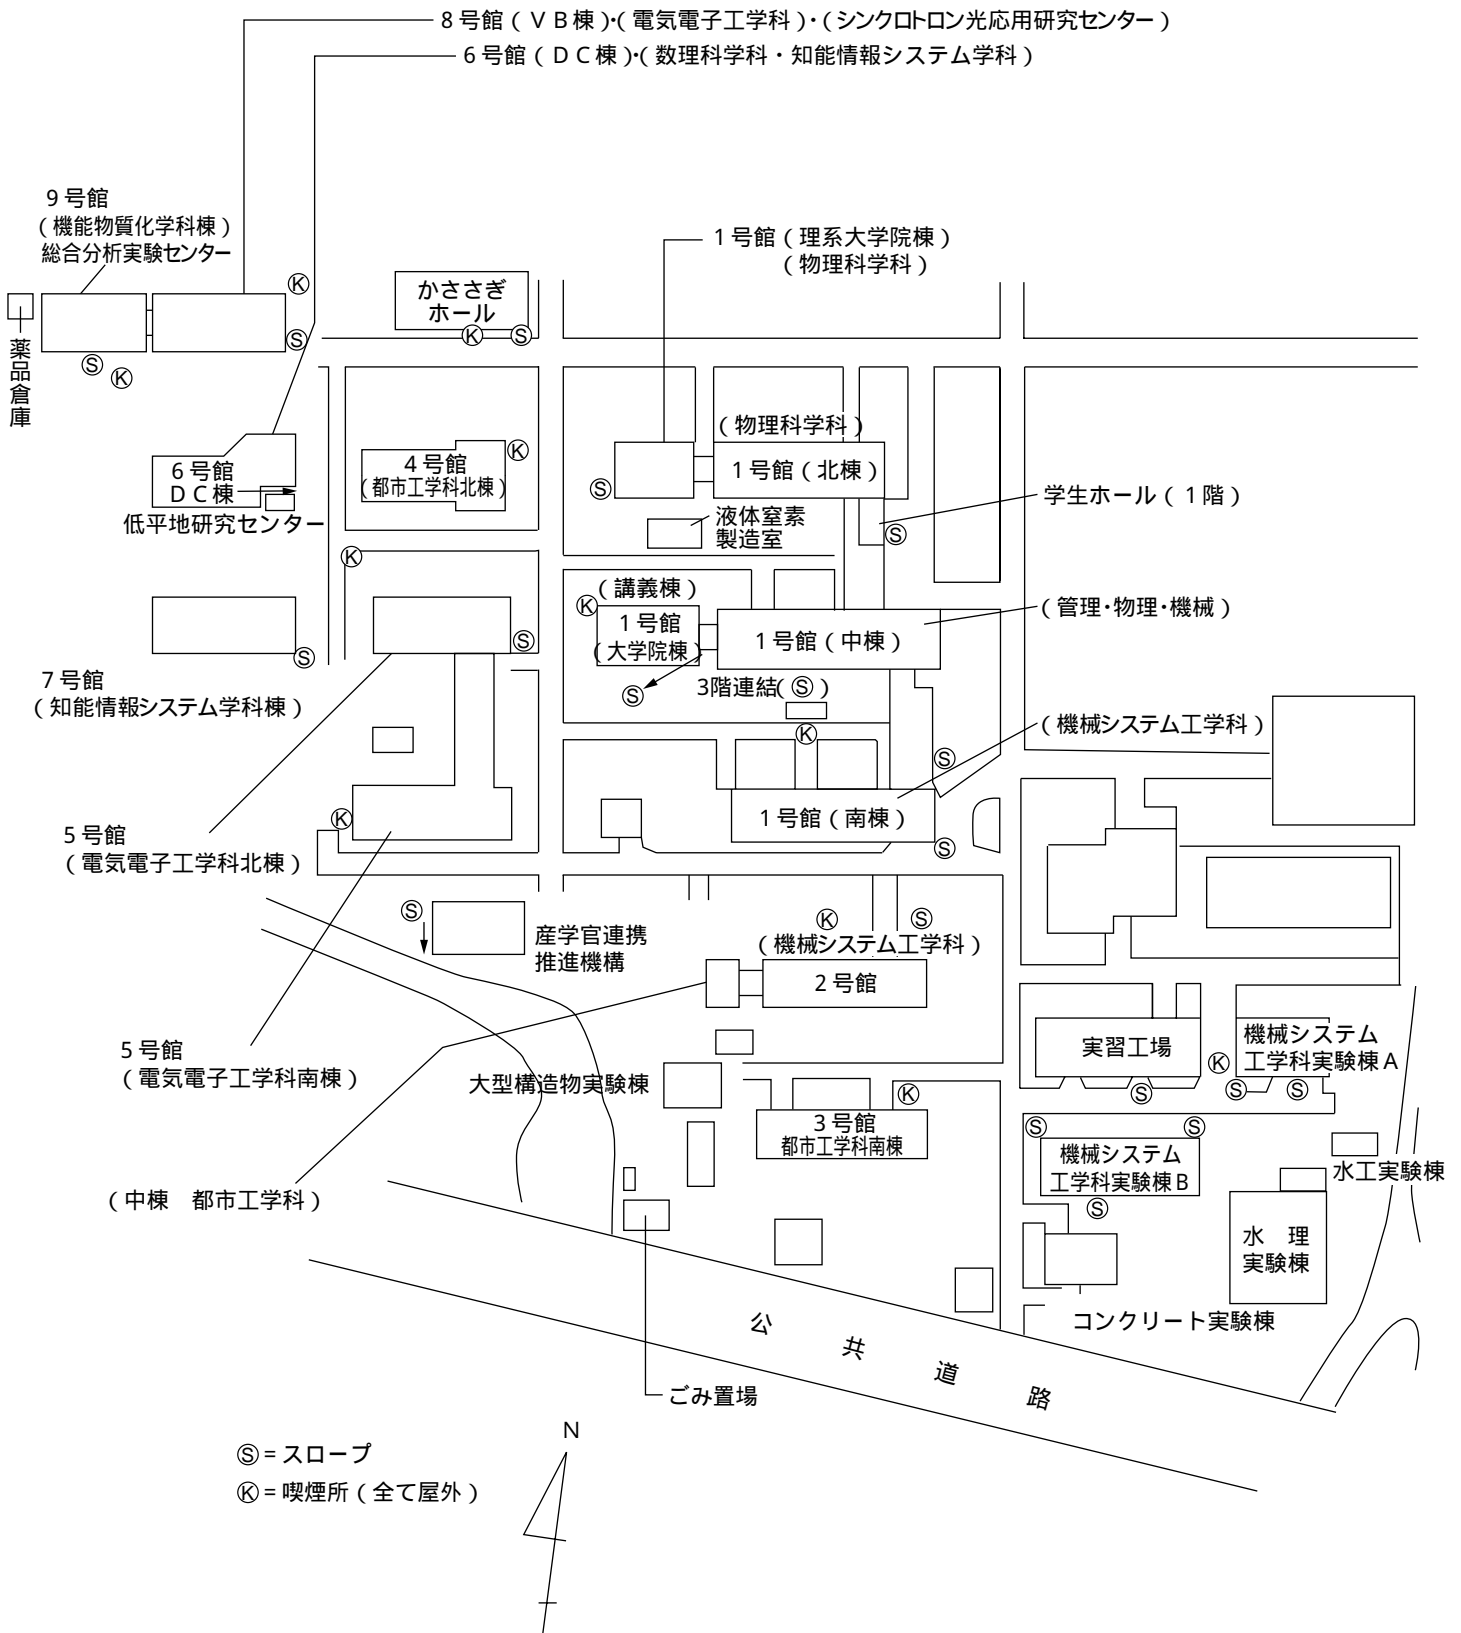 8号館（ＶＢ棟）・（電気電子工学科）・（シンクロトロン光応用研究センター）
6号館（ＤＣ棟）・（数理科学科・知能情報システム学科）
9号館
（機能物質化学科棟）
総合分析実験センター
1号館（理系大学院棟）
（物理科学科）
Ⓚ
かささぎ
ホール
Ⓚ
Ⓢ
Ⓢ
薬品倉庫
Ⓢ
Ⓚ
（物理科学科）
4号館
（都市工学科北棟）
Ⓚ
1号館（北棟）
6号館
ＤＣ棟
Ⓢ
学生ホール（1階）
低平地研究センター
液体窒素
製造室
Ⓢ
Ⓚ
（講義棟）
Ⓚ
1号館
（大学院棟）
（管理・物理・機械）
1号館（中棟）
Ⓢ
Ⓢ
7号館
（知能情報システム学科棟）
Ⓢ
3階連結（Ⓢ）
（機械システム工学科）
Ⓚ
Ⓢ
5号館
（電気電子工学科北棟）
Ⓚ
1号館（南棟）
Ⓢ
Ⓢ
産学官連携
推進機構
Ⓚ
Ⓢ
（機械システム工学科）
2号館
5号館
（電気電子工学科南棟）
大型構造物実験棟
実習工場
機械システム
工学科実験棟Ａ
Ⓚ
Ⓢ
Ⓢ
Ⓢ
Ⓚ
3号館
都市工学科南棟
Ⓢ
Ⓢ
機械システム
工学科実験棟Ｂ
Ⓢ
水工実験棟
（中棟　都市工学科）
水　理
実験棟
コンクリート実験棟
公共道路
ごみ置場
N
Ⓢ＝スロープ
Ⓚ＝喫煙所（全て屋外）